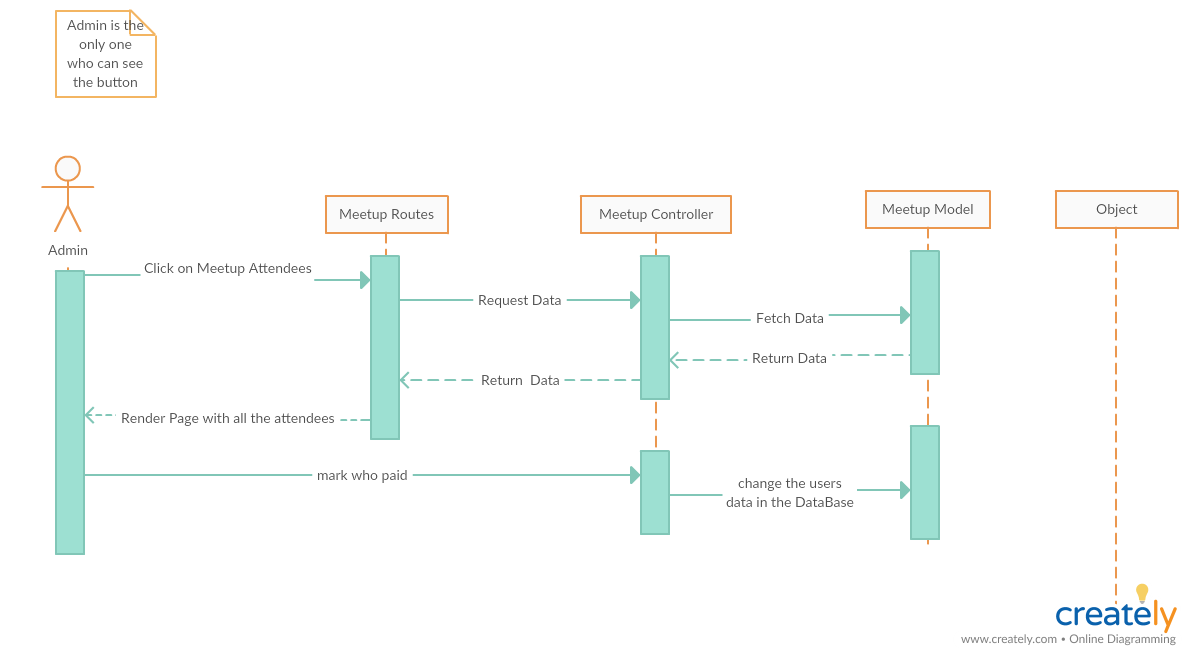 Admin is the
only one
who can see
the button
Admin
Meetup Routes
Meetup Controller
Meetup Model
Object
Click on Meetup Attendees
Request Data
Fetch Data
Return Data
Return  Data
Render Page with all the attendees
mark who paid
change the users
data in the DataBase
creately
www.creately.com • Online Diagramming